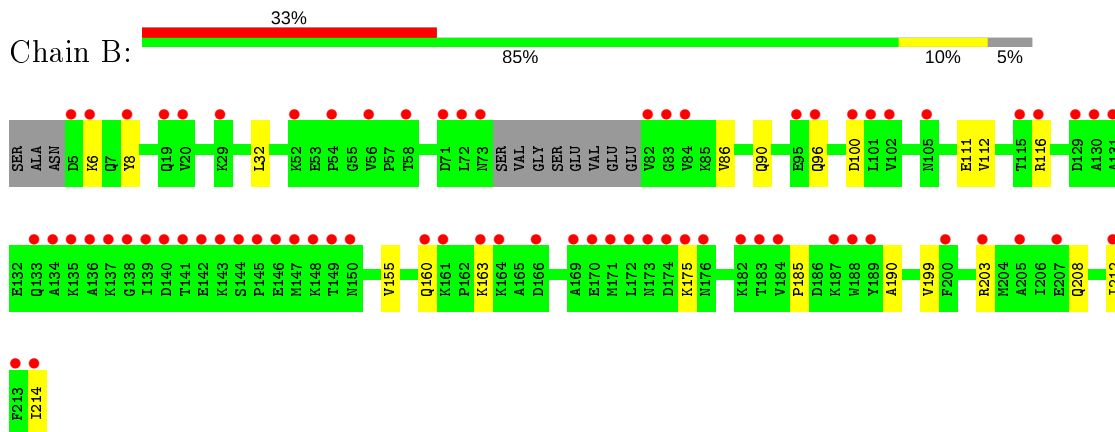 33%
Chain B:
85% 10% 5%
SER ALA ASN D5 K6 Q7 Y8 Q19 V20 K29 L32 K52 E53 P54 G55 V56 P57 T58 D71 L72 N73 SER VAL GLY SER GLU VAL GLU GLU V82 G83 V84 K85 V86 Q90 E95 Q96 D100 L101 V102 N105 E111 V112 T115 R116 D129 A130 A131
E132 Q133 A134 K135 A136 K137 G138 I139 D140 T141 E142 K143 S144 P145 E146 M147 K148 T149 N150 V155 Q160 K161 P162 K163 K164 A165 D166 A169 E170 M171 L172 N173 D174 K175 N176 K182 T183 V184 P185 D186 K187 W188 Y189 A190 V199 F200 R203 M204 A205 I206 E207 Q208 I212
F213 I214